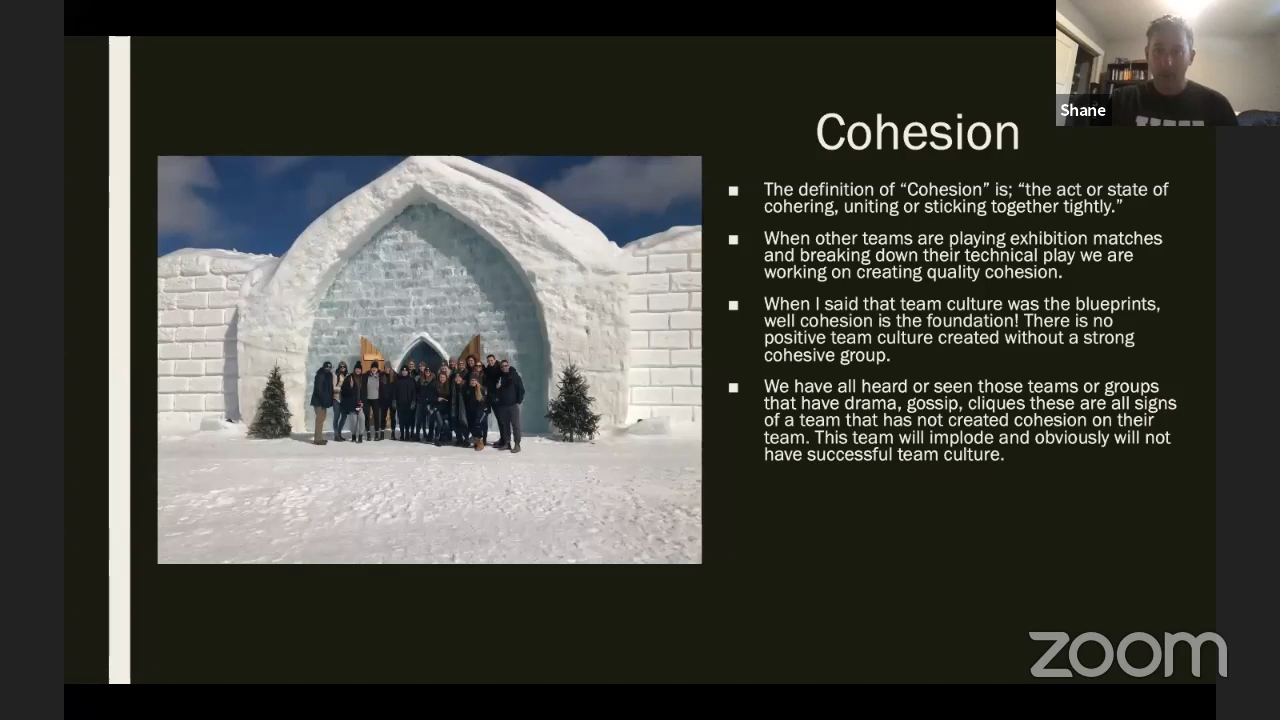 Shane
Cohesion
■ The definition of “Cohesion” is; “the act or state of
cohering, uniting or sticking together tightly.”
■ When other teams are playing exhibition matches
and breaking down their technical play we are
working on creating quality cohesion.
■ When I said that team culture was the blueprints,
well cohesion is the foundation! There is no
positive team culture created without a strong
cohesive group.
■ We have all heard or seen those teams or groups
that have drama, gossip, cliques these are all signs
of a team that has not created cohesion on their
team. This team will implode and obviously will not
have successful team culture.
zoom